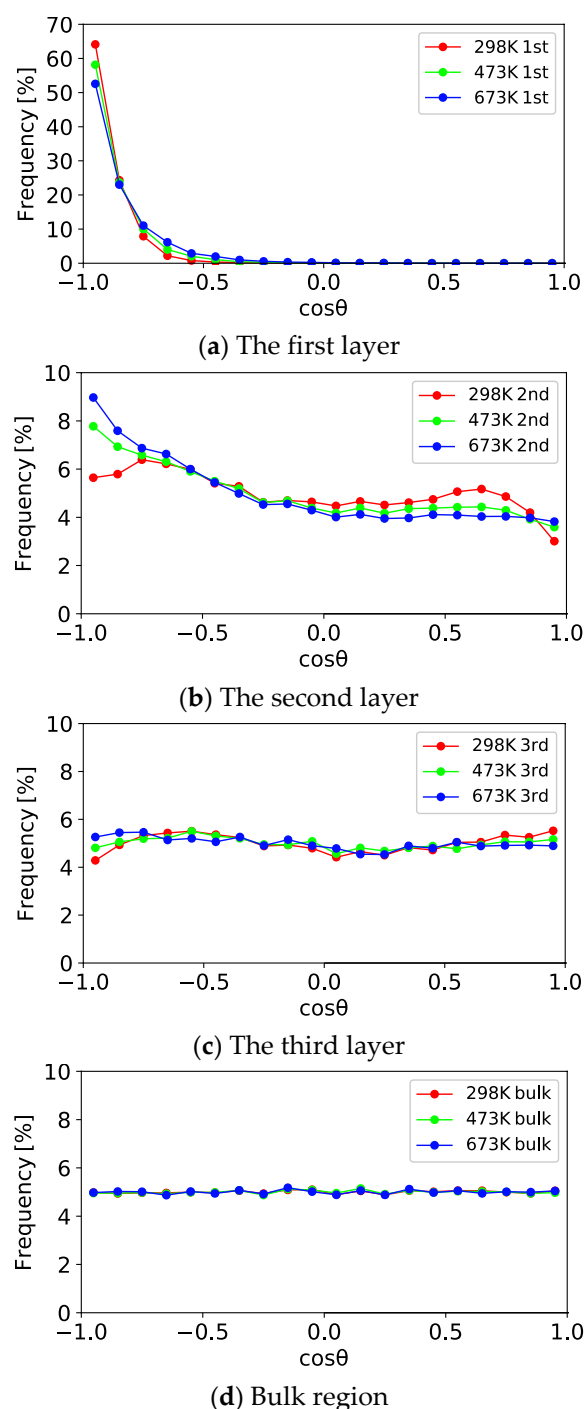 70
60
50
40
30
20
10
0
Frequency [%]
298K 1st
473K 1st
673K 1st
−1.0 −0.5 0.0 0.5 1.0
cosθ
(a) The first layer
10
8
6
4
2
0
Frequency [%]
298K 2nd
473K 2nd
673K 2nd
−1.0 −0.5 0.0 0.5 1.0
cosθ
(b) The second layer
10
8
6
4
2
0
Frequency [%]
298K 3rd
473K 3rd
673K 3rd
−1.0 −0.5 0.0 0.5 1.0
cosθ
(c) The third layer
10
8
6
4
2
0
Frequency [%]
298K bulk
473K bulk
673K bulk
−1.0 −0.5 0.0 0.5 1.0
cosθ
(d) Bulk region